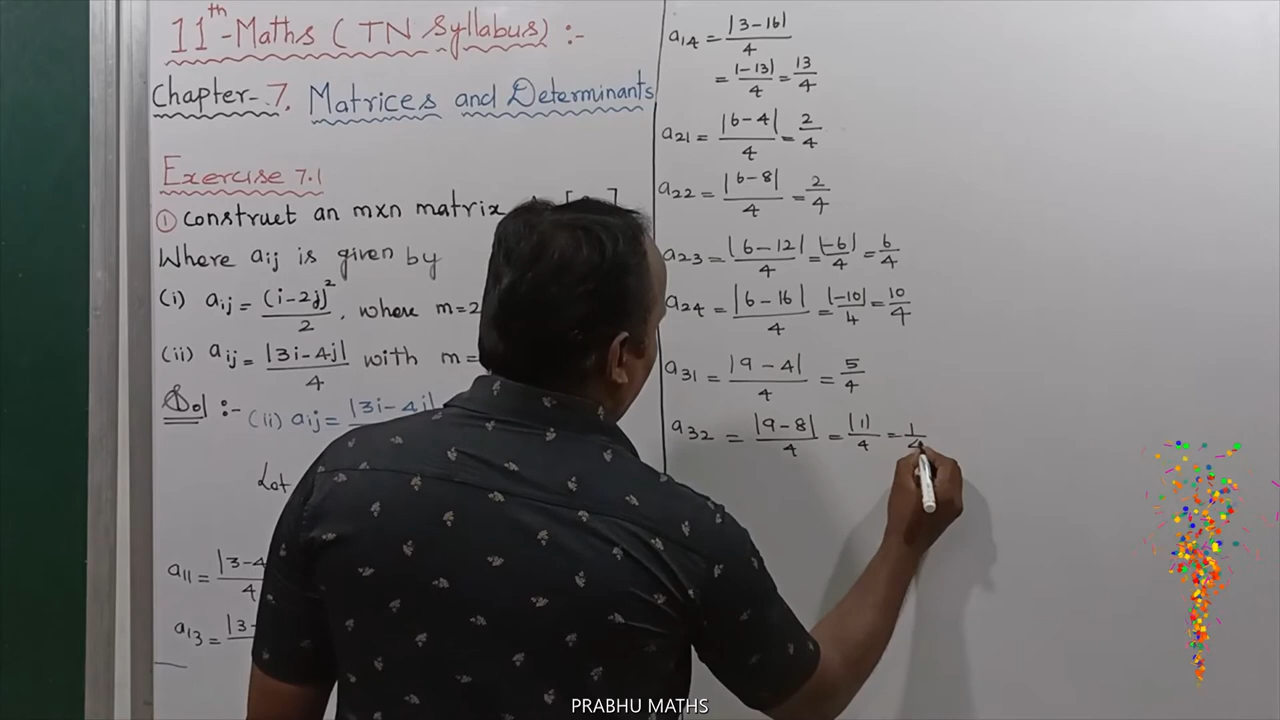 11th-Maths (TN Syllabus) :-
Chapter-7. Matrices and Determinants
Exercise 7.1
① Construct an mxn matrix
Where aij is given by
(i) aij = (i-2j)²/2, where m=2
(ii) aij = |3i-4j|/4 with m=
Sol :- (ii) aij = |3i-4j|
Let
a11 = |3-4/4
a13 = |3-
a14 = |3-16|/4
= |-13|/4 = 13/4
a21 = |6-4|/4 = 2/4
a22 = |6-8|/4 = 2/4
a23 = |6-12|/4 = |-6|/4 = 6/4
a24 = |6-16|/4 = |-10|/4 = 10/4
a31 = |9-4|/4 = 5/4
a32 = |9-8|/4 = |1|/4 = 1/4
PRABHU MATHS